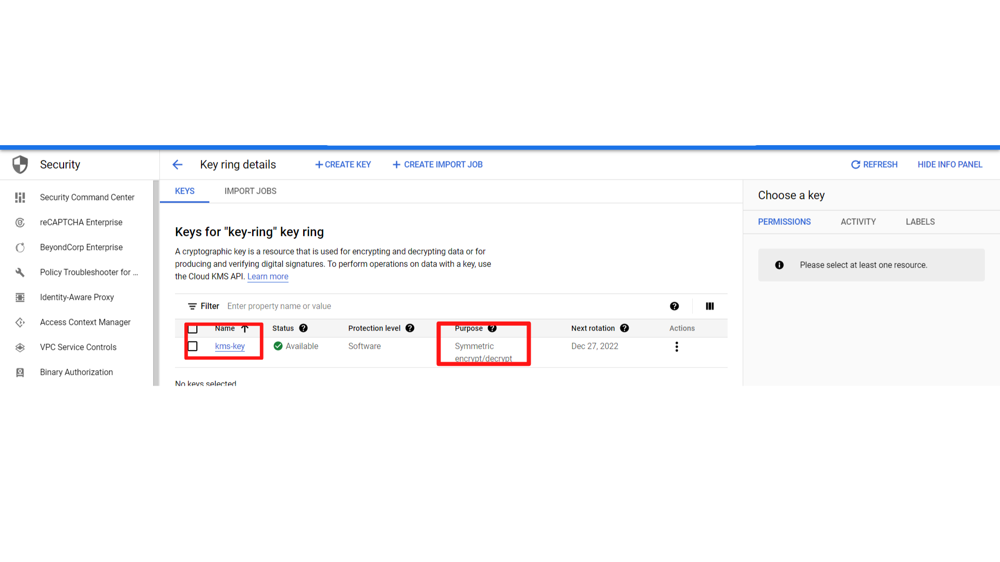 Security
Key ring details
CREATE KEY
CREATE IMPORT JOB
REFRESH
HIDE INFO PANEL
Security Command Center
reCAPTCHA Enterprise
BeyondCorp Enterprise
Policy Troubleshooter for ...
Identity-Aware Proxy
Access Context Manager
VPC Service Controls
Binary Authorization
KEYS
IMPORT JOBS
Keys for "key-ring" key ring
A cryptographic key is a resource that is used for encrypting and decrypting data or for
producing and verifying digital signatures. To perform operations on data with a key, use
the Cloud KMS API. Learn more
Filter Enter property name or value
Name Status Protection level Purpose Next rotation Actions
kms-key Available Software Symmetric Dec 27, 2022
encrypt/decrypt
No keys selected
Choose a key
PERMISSIONS ACTIVITY LABELS
Please select at least one resource.